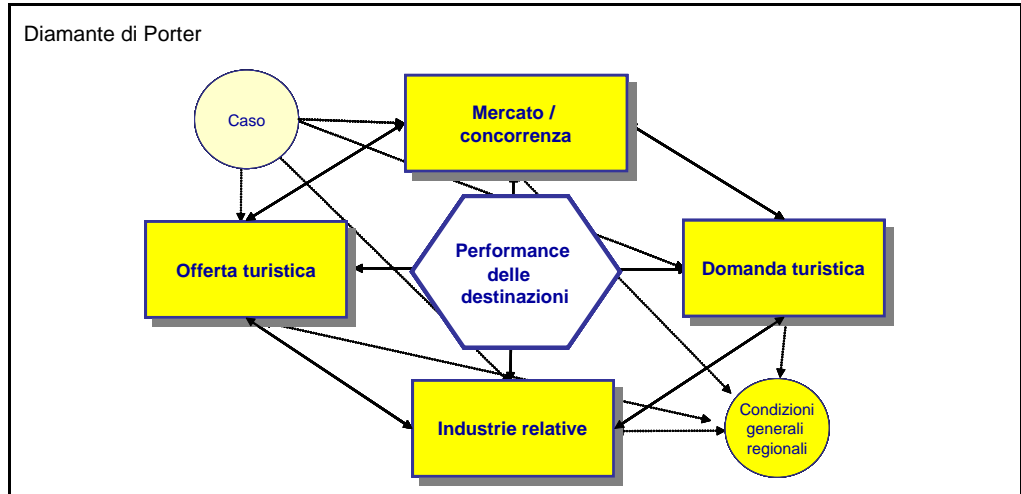 Diamante di Porter
Caso
Mercato /
concorrenza
Offerta turistica
Performance
delle
destinazioni
Domanda turistica
Industrie relative
Condizioni
generali
regionali